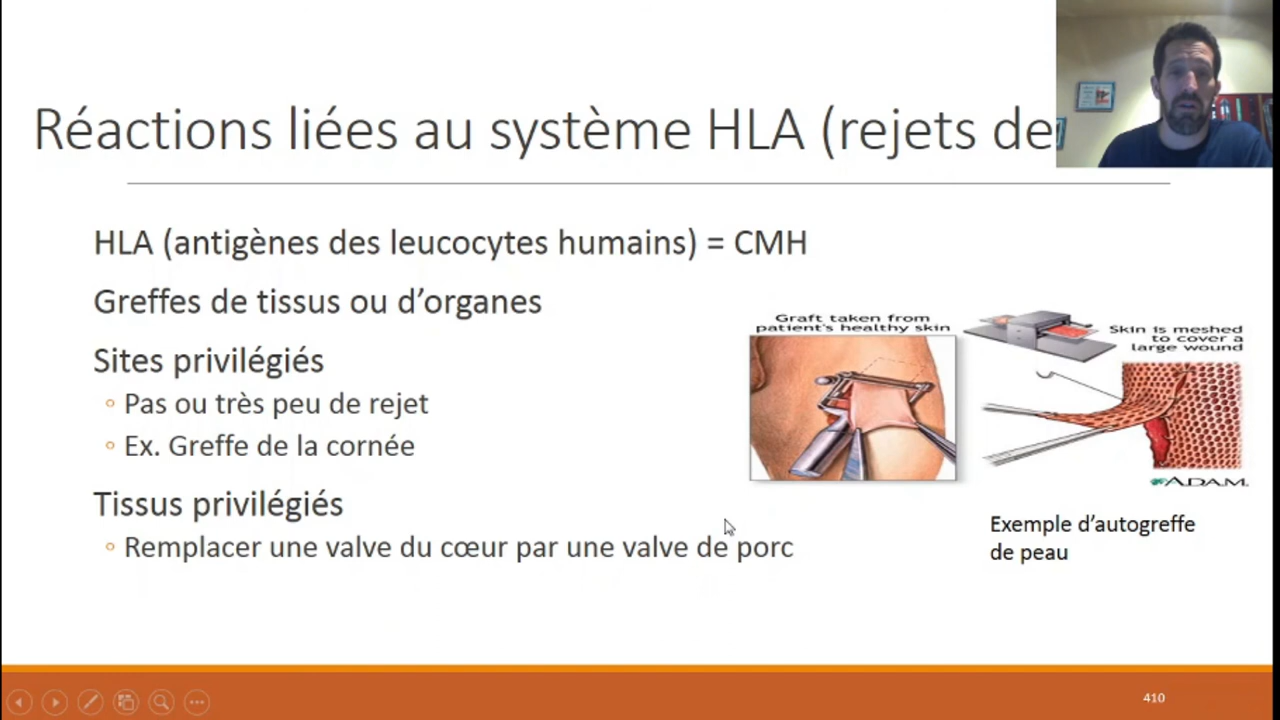 Réactions liées au système HLA (rejets de
HLA (antigènes des leucocytes humains) = CMH
Greffes de tissus ou d’organes
Sites privilégiés
◦ Pas ou très peu de rejet
◦ Ex. Greffe de la cornée
Tissus privilégiés
◦ Remplacer une valve du cœur par une valve de porc
Graft taken from
patient's healthy skin
Skin is meshed
to cover a
large wound
ADAM.
Exemple d’autogreffe
de peau
410